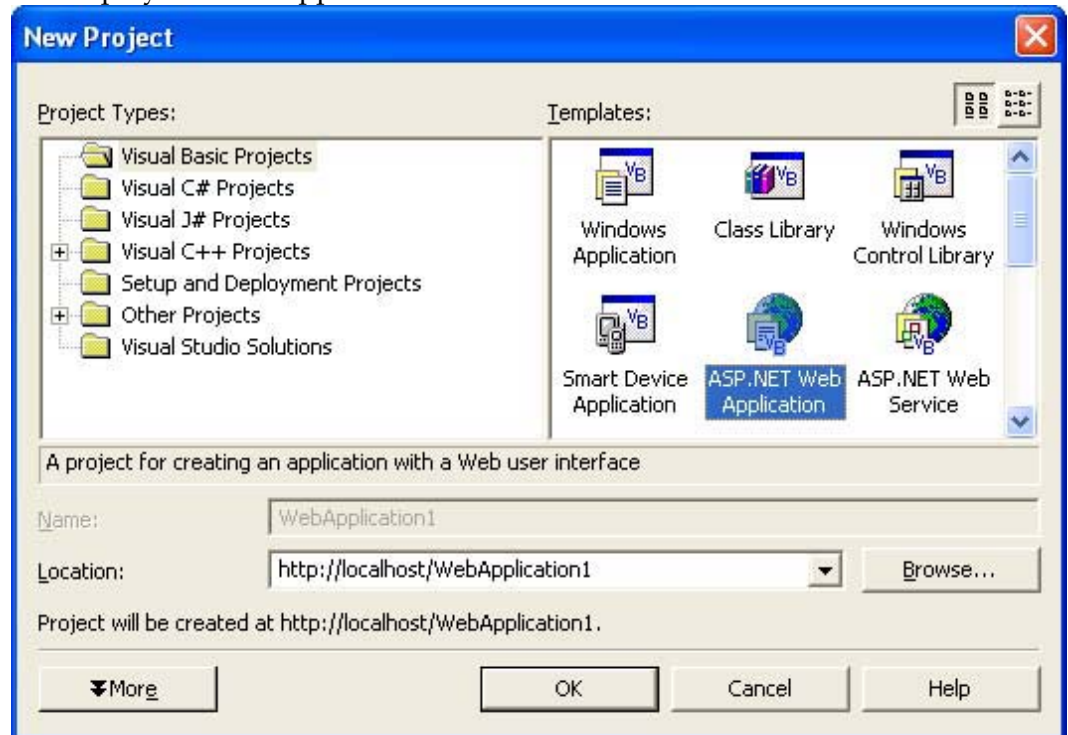 New Project
Project Types:
Templates:
Visual Basic Projects
Visual C# Projects
Visual J# Projects
Visual C++ Projects
Setup and Deployment Projects
Other Projects
Visual Studio Solutions
Windows
Application
Class Library
Windows
Control Library
Smart Device
Application
ASP.NET Web
Application
ASP.NET Web
Service
A project for creating an application with a Web user interface
Name:
WebApplication1
Location:
http://localhost/WebApplication1
Browse...
Project will be created at http://localhost/WebApplication1.
More
OK
Cancel
Help